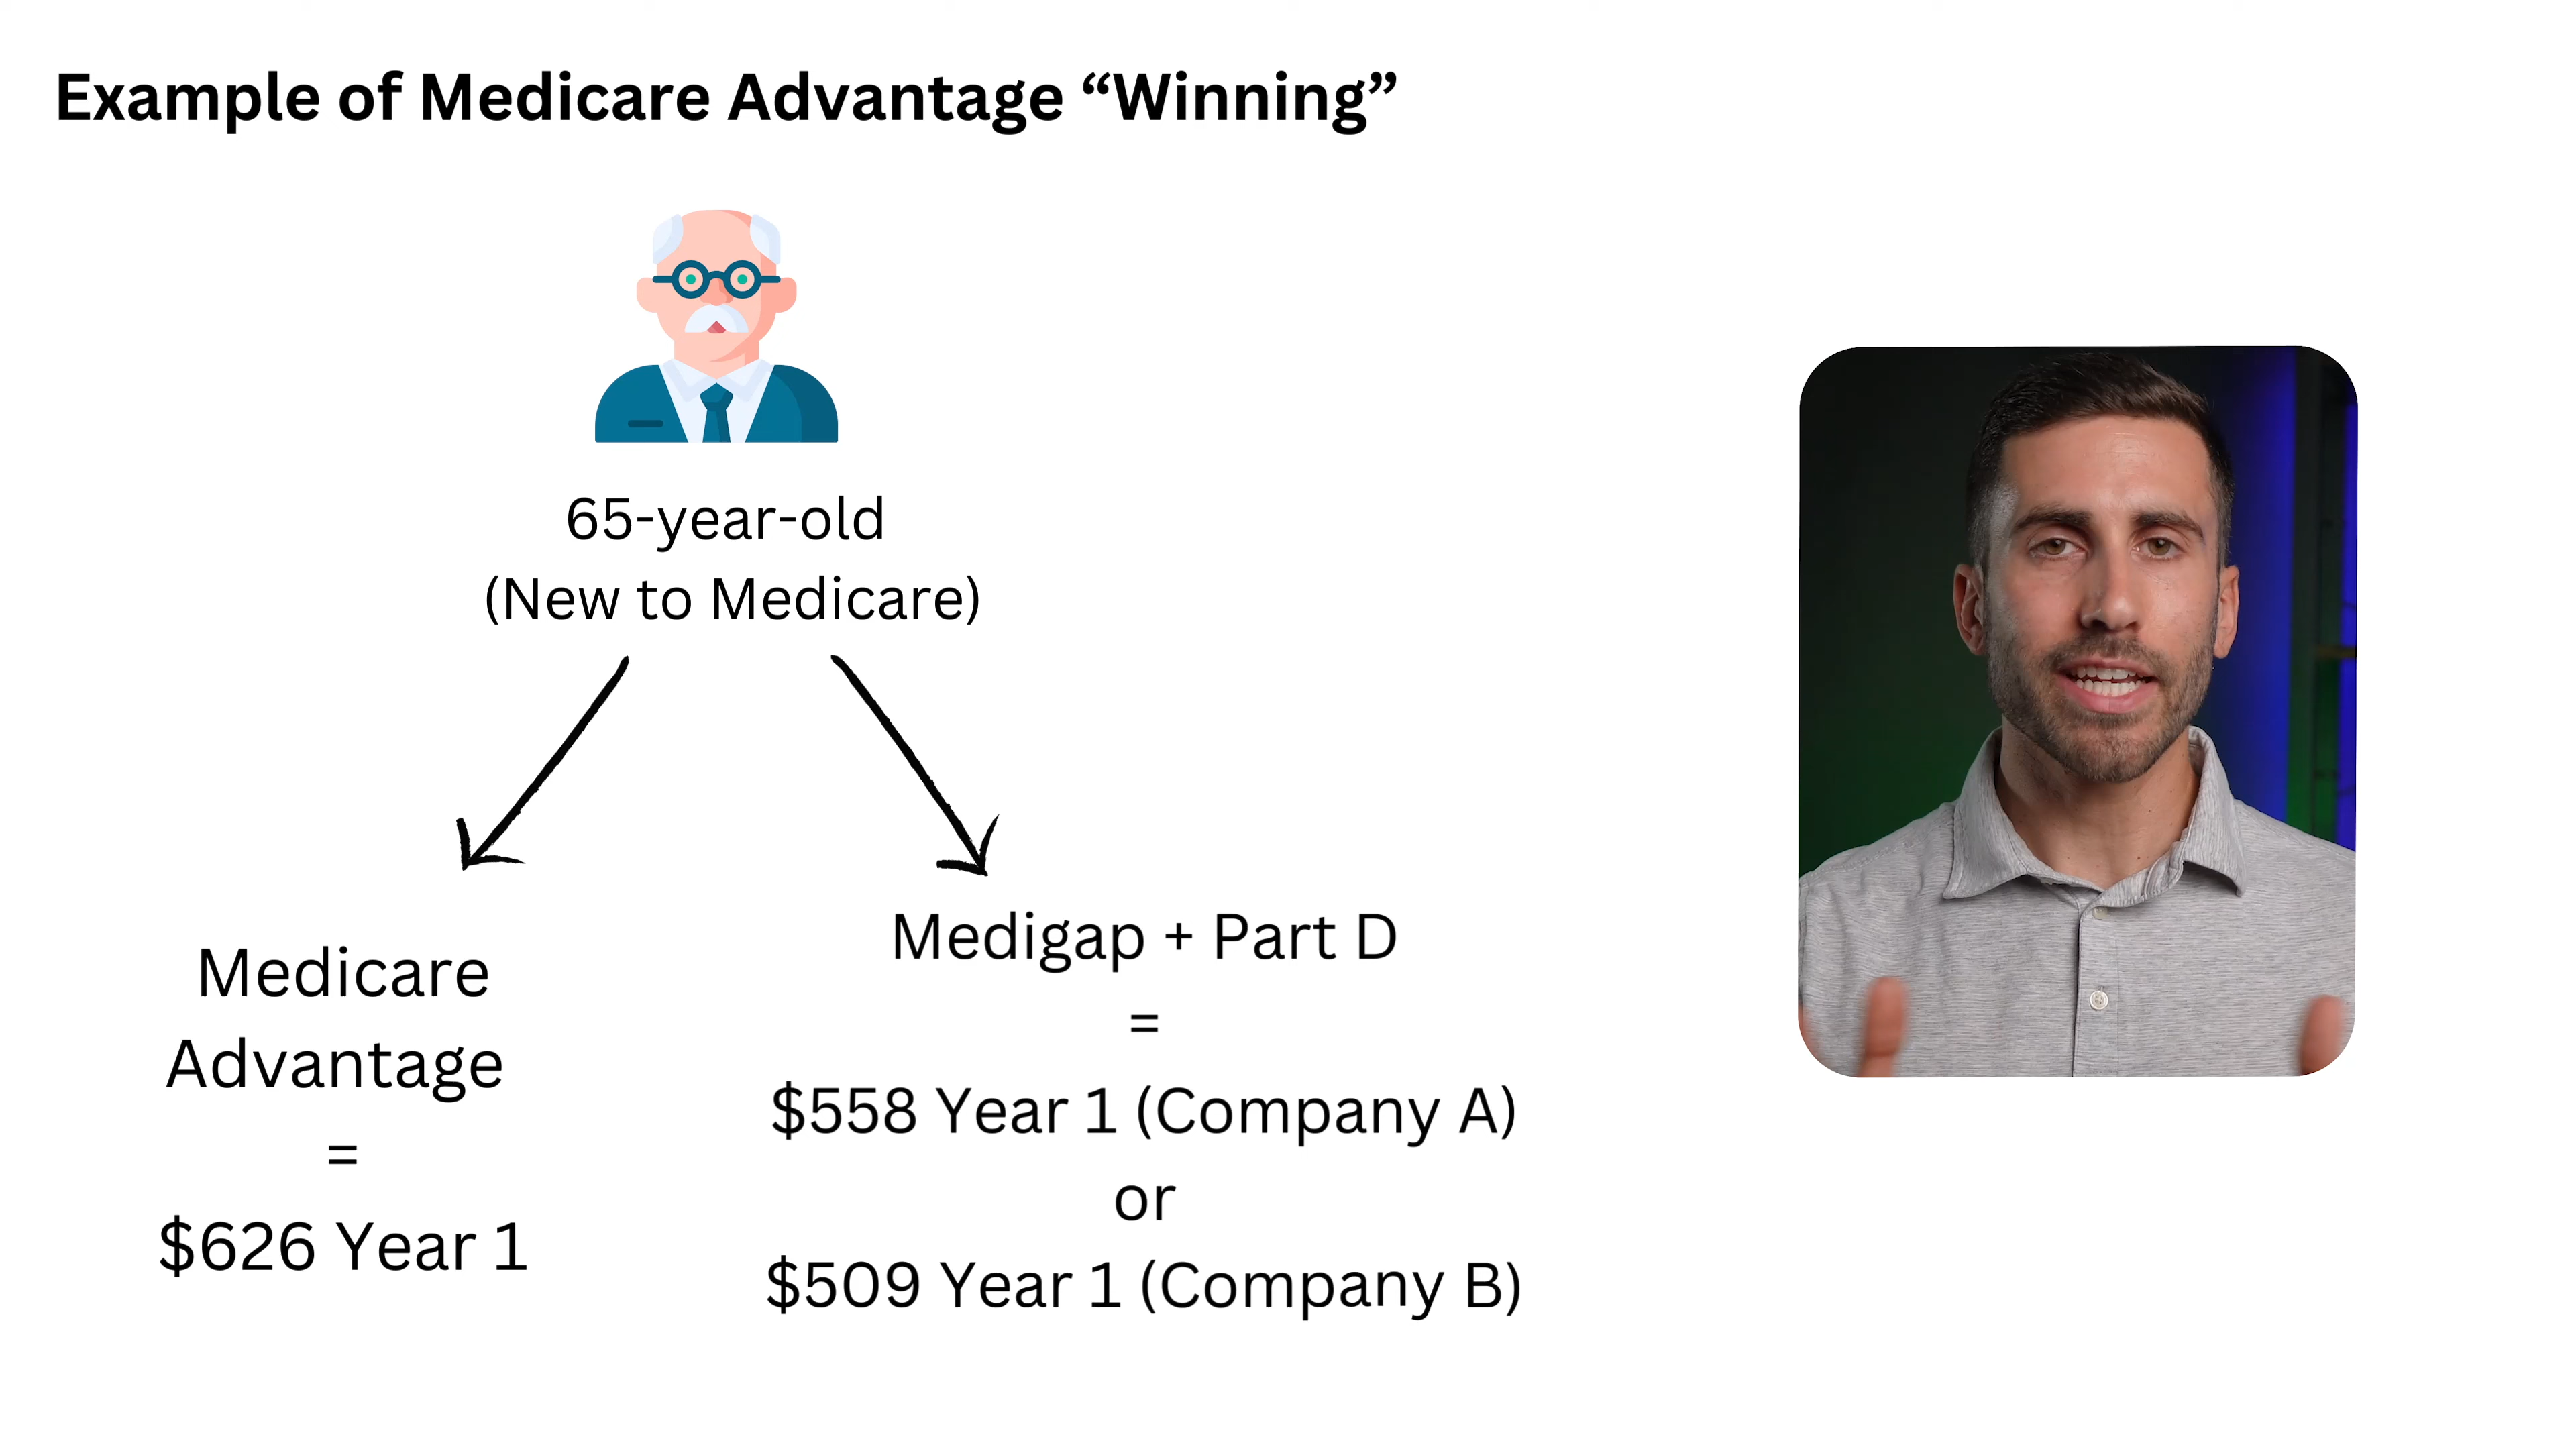 Example of Medicare Advantage “Winning”
65-year-old
(New to Medicare)
Medicare
Advantage
=
$626 Year 1
Medigap + Part D
=
$558 Year 1 (Company A)
or
$509 Year 1 (Company B)